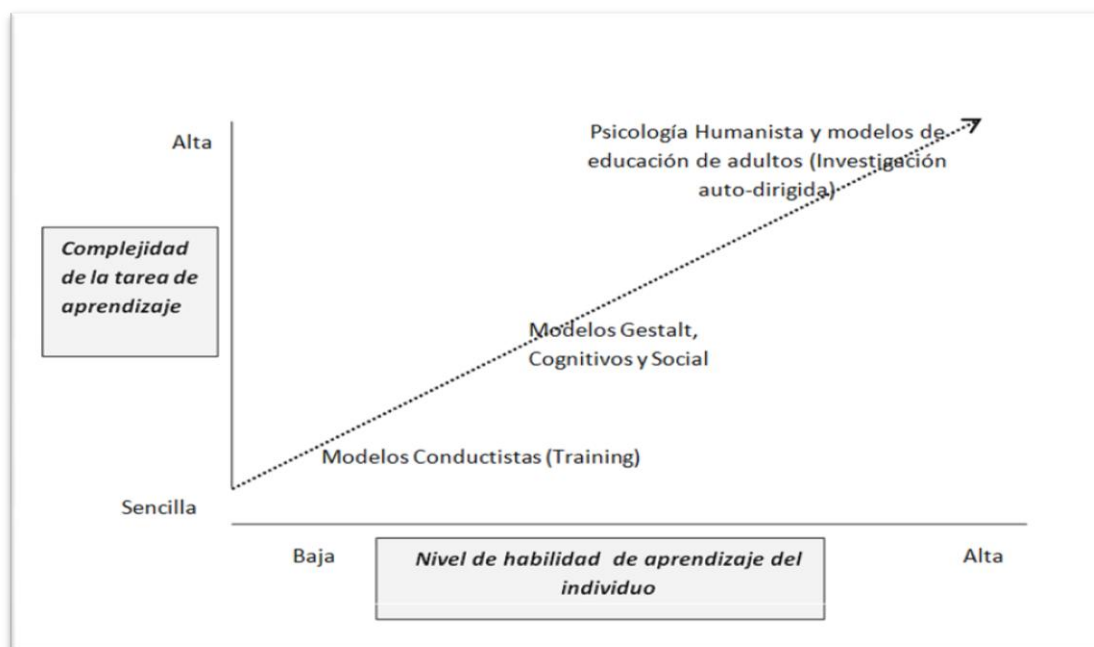 Alta
Psicología Humanista y modelos de
educación de adultos (Investigación
auto-dirigida)
Complejidad
de la tarea de
aprendizaje
Modelos Gestalt,
Cognitivos y Social
Modelos Conductistas (Training)
Sencilla
Baja
Nivel de habilidad de aprendizaje del
individuo
Alta